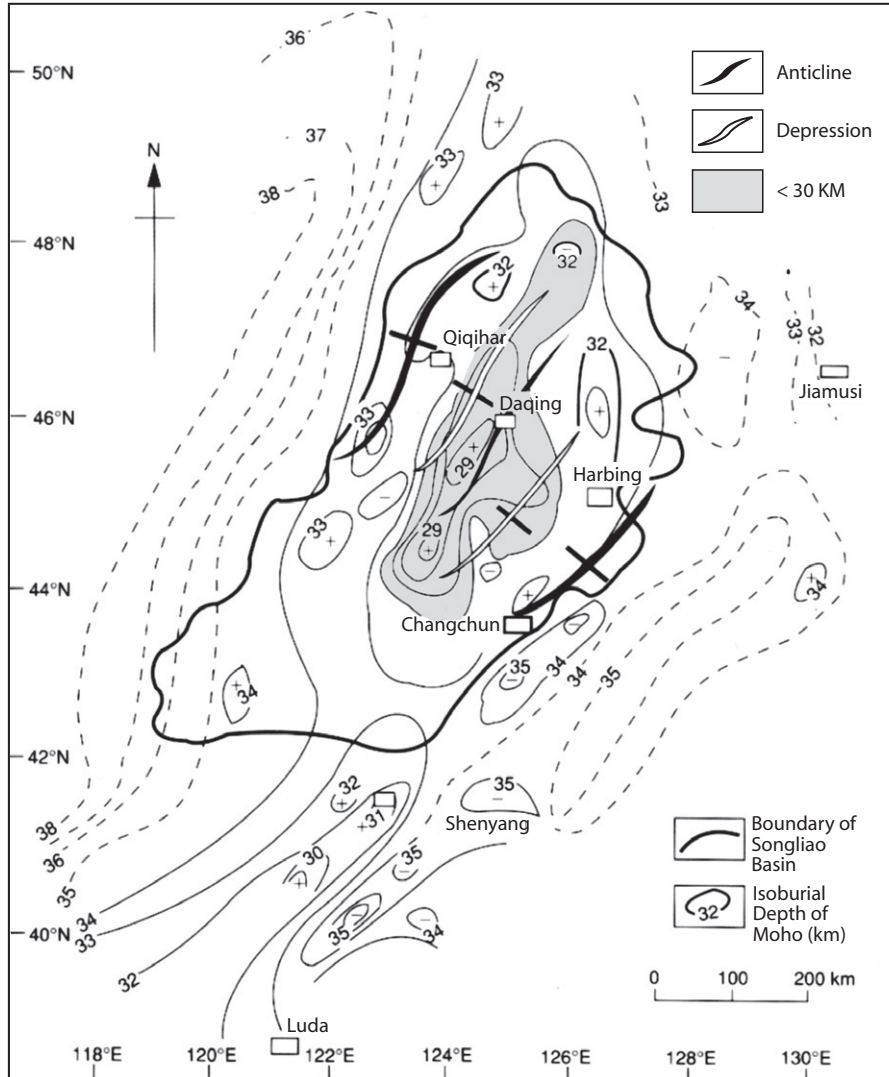 36
50°N
33
Anticline
37
N
33
Depression
38
33
< 30 KM
48°N
32
32
34
33
32
Qiqihar
32
Jiamusi
46°N
Daqing
33
29
Harbing
33
29
44°N
34
Changchun
34
34
35
35
34
42°N
32
35
31
Shenyang
38
36
30
35
35
Boundary of
Songliao
Basin
34
33
40°N
35
34
32
Isoburial
Depth of
Moho (km)
32
0 100 200 km
Luda
118°E 120°E 122°E 124°E 126°E 128°E 130°E